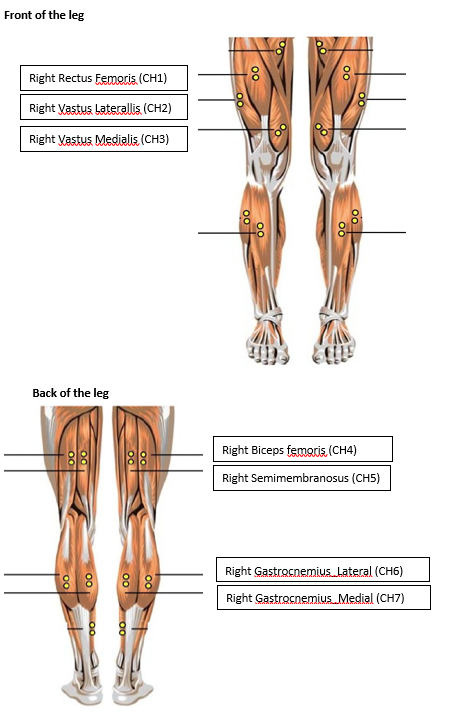 Front of the leg
Right Rectus Femoris (CH1)
Right Vastus Laterallis (CH2)
Right Vastus Medialis (CH3)
Back of the leg
Right Biceps femoris (CH4)
Right Semimembranosus (CH5)
Right Gastrocnemius_Lateral (CH6)
Right Gastrocnemius_Medial (CH7)